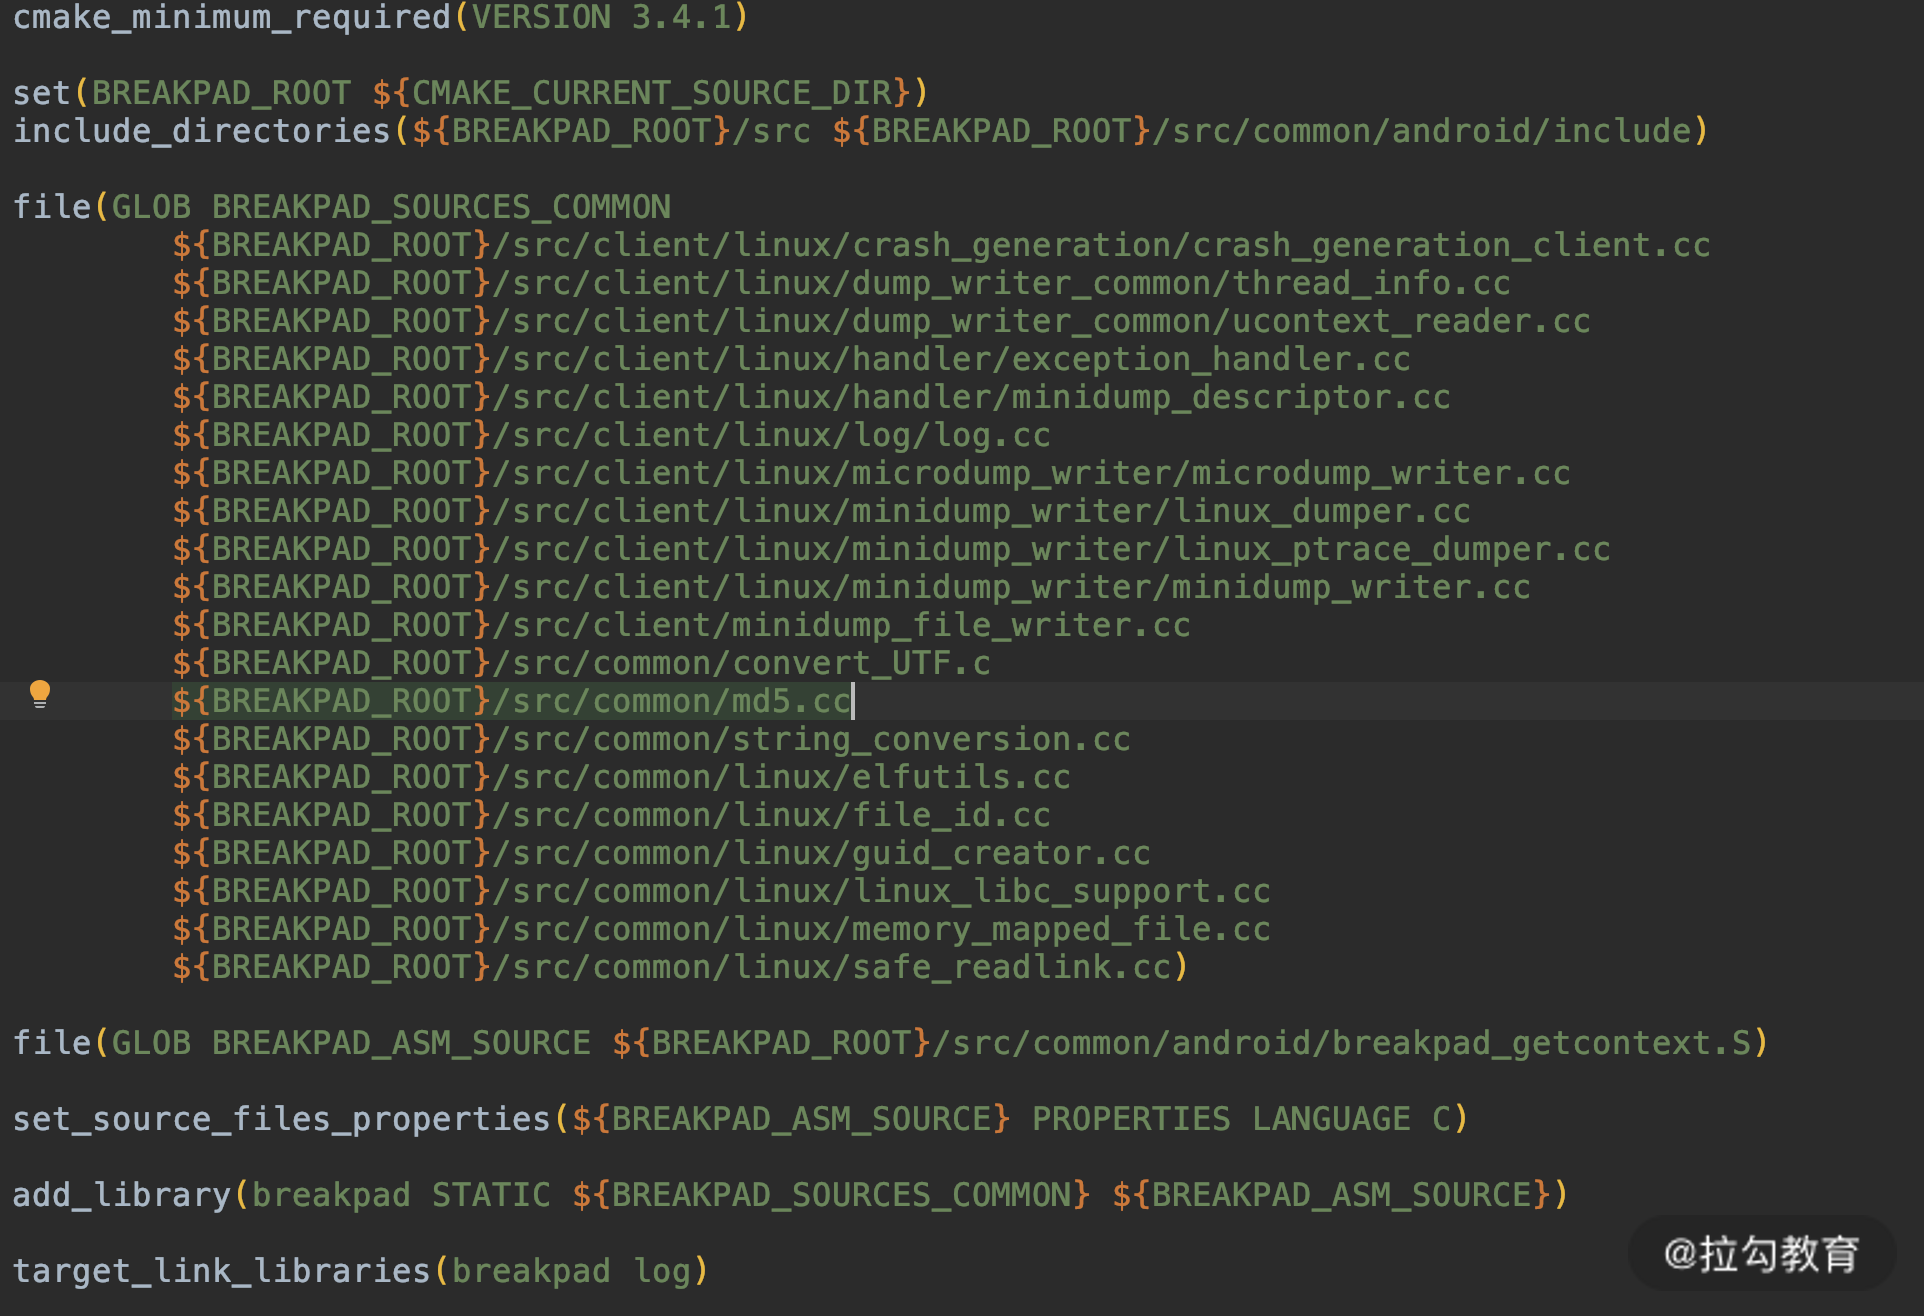 cmake_minimum_required(VERSION 3.4.1)
set(BREAKPAD_ROOT ${CMAKE_CURRENT_SOURCE_DIR})
include_directories(${BREAKPAD_ROOT}/src ${BREAKPAD_ROOT}/src/common/android/include)
file(GLOB BREAKPAD_SOURCES_COMMON
${BREAKPAD_ROOT}/src/client/linux/crash_generation/crash_generation_client.cc
${BREAKPAD_ROOT}/src/client/linux/dump_writer_common/thread_info.cc
${BREAKPAD_ROOT}/src/client/linux/dump_writer_common/ucontext_reader.cc
${BREAKPAD_ROOT}/src/client/linux/handler/exception_handler.cc
${BREAKPAD_ROOT}/src/client/linux/handler/minidump_descriptor.cc
${BREAKPAD_ROOT}/src/client/linux/log/log.cc
${BREAKPAD_ROOT}/src/client/linux/microdump_writer/microdump_writer.cc
${BREAKPAD_ROOT}/src/client/linux/minidump_writer/linux_dumper.cc
${BREAKPAD_ROOT}/src/client/linux/minidump_writer/linux_ptrace_dumper.cc
${BREAKPAD_ROOT}/src/client/linux/minidump_writer/minidump_writer.cc
${BREAKPAD_ROOT}/src/client/minidump_file_writer.cc
${BREAKPAD_ROOT}/src/common/convert_UTF.c
${BREAKPAD_ROOT}/src/common/md5.cc
${BREAKPAD_ROOT}/src/common/string_conversion.cc
${BREAKPAD_ROOT}/src/common/linux/elfutils.cc
${BREAKPAD_ROOT}/src/common/linux/file_id.cc
${BREAKPAD_ROOT}/src/common/linux/guid_creator.cc
${BREAKPAD_ROOT}/src/common/linux/linux_libc_support.cc
${BREAKPAD_ROOT}/src/common/linux/memory_mapped_file.cc
${BREAKPAD_ROOT}/src/common/linux/safe_readlink.cc)
file(GLOB BREAKPAD_ASM_SOURCE ${BREAKPAD_ROOT}/src/common/android/breakpad_getcontext.S)
set_source_files_properties(${BREAKPAD_ASM_SOURCE} PROPERTIES LANGUAGE C)
add_library(breakpad STATIC ${BREAKPAD_SOURCES_COMMON} ${BREAKPAD_ASM_SOURCE})
target_link_libraries(breakpad log)
@拉勾教育